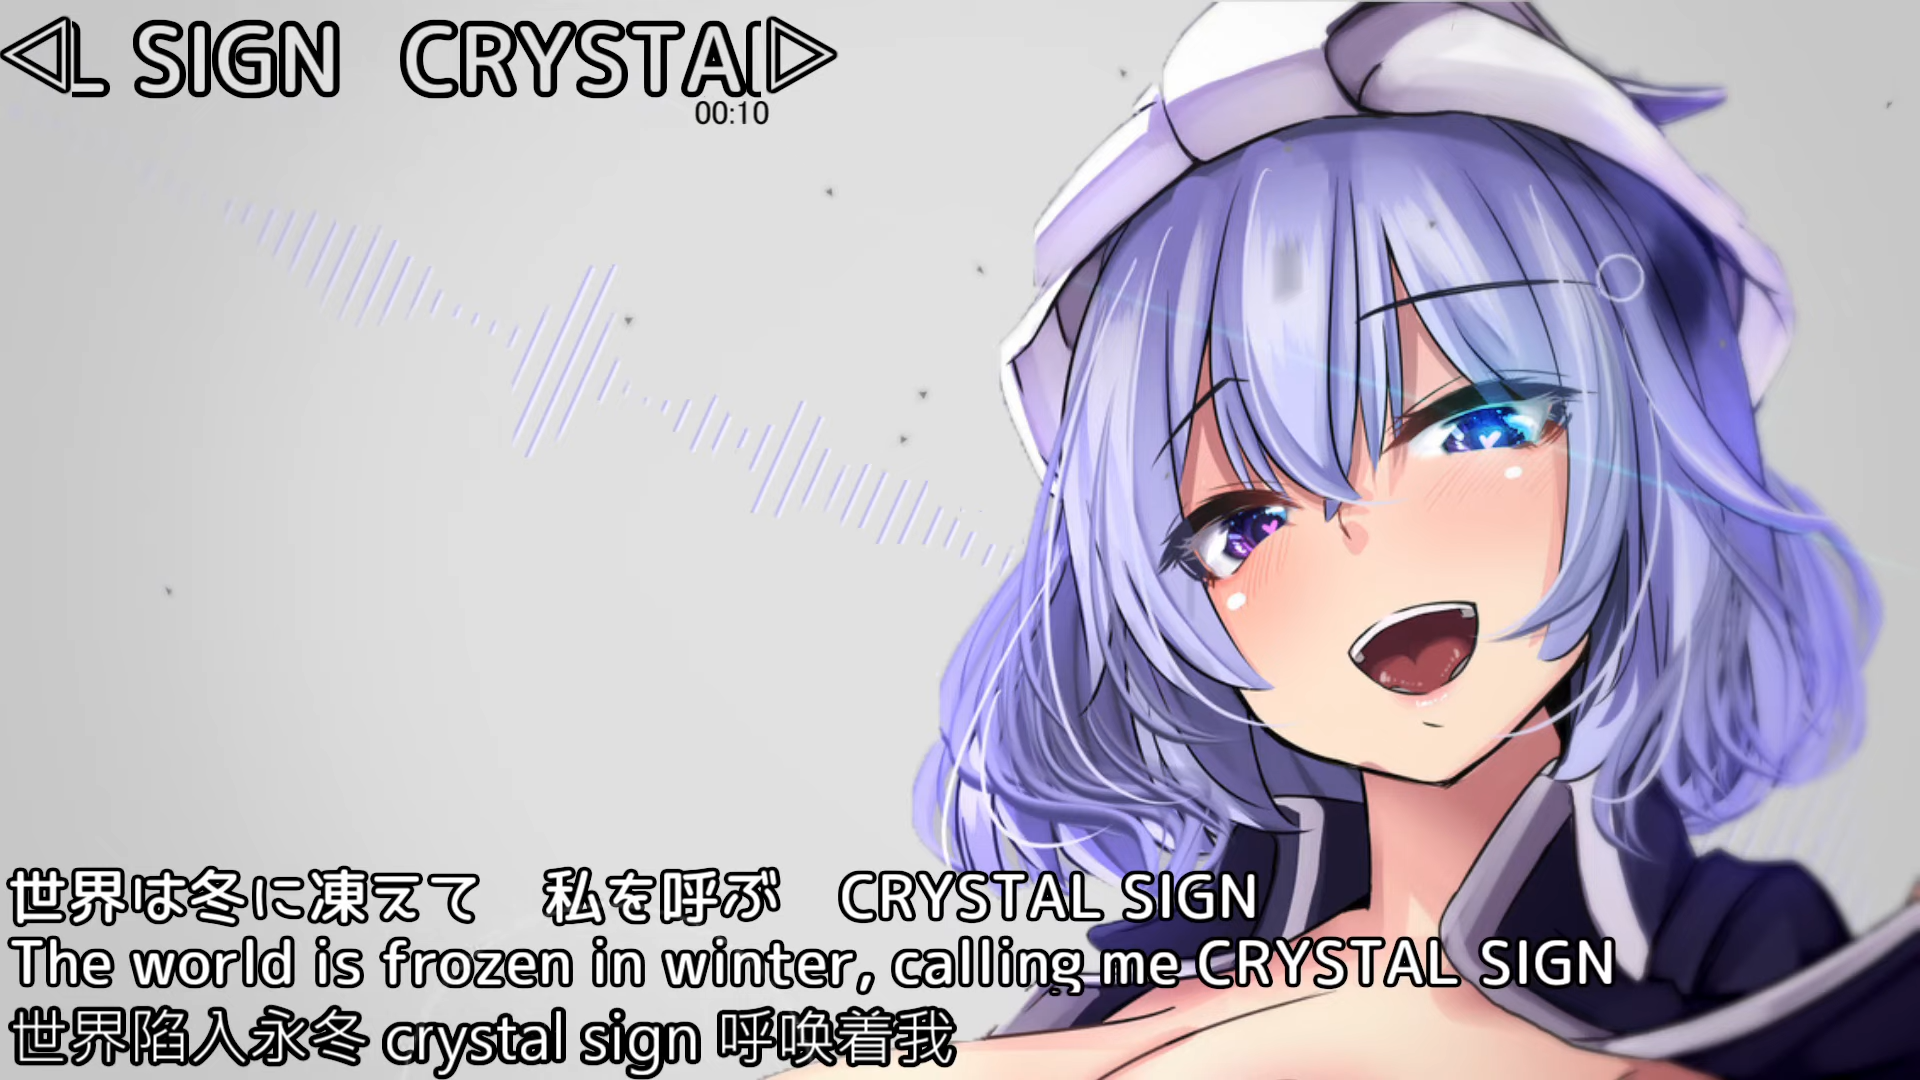 L SIGN CRYSTAL
00:10
世界は冬に凍えて 私を呼ぶ CRYSTAL SIGN
The world is frozen in winter, calling me CRYSTAL SIGN
世界陷入永冬 crystal sign 呼唤着我